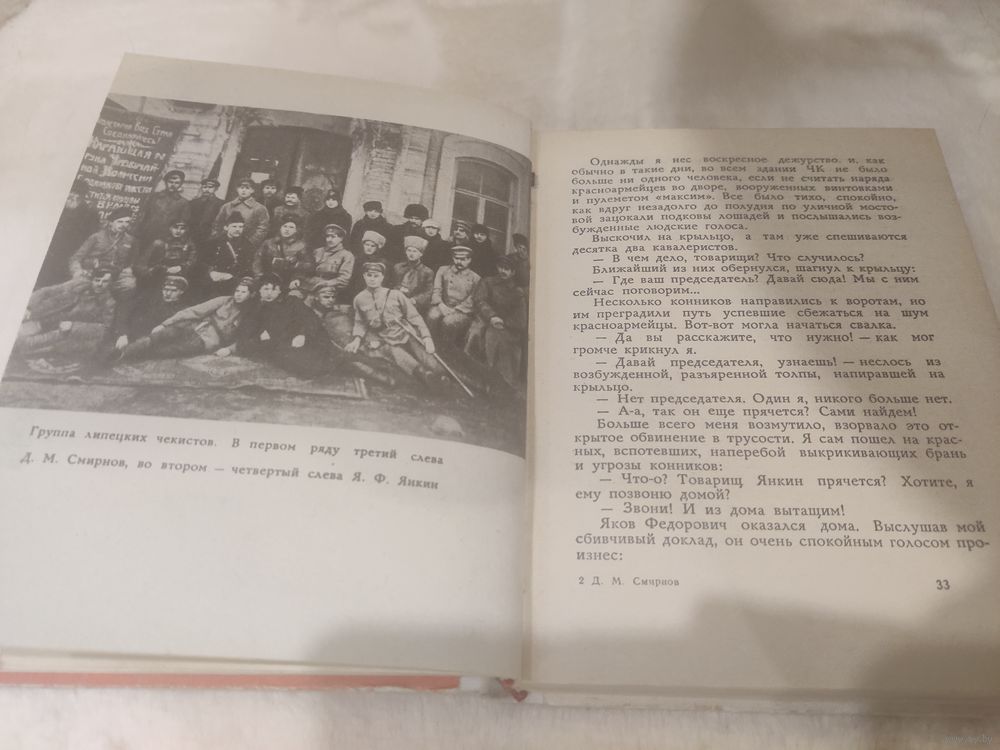 Соединяйтесь!
Группа липецких чекистов. В первом ряду третий слева
Д. М. Смирнов, во втором — четвертый слева Я. Ф. Янкин
Однажды я нес воскресное дежурство и, как
обычно в такие дни, во всем здании ЧК не было
больше ни одного человека, если не считать наряда
красноармейцев во дворе, вооруженных винтовками
и пулеметом «максим». Все было тихо, спокойно,
как вдруг незадолго до полудня по уличной мосто-
вой зацокали подковы лошадей и послышались воз-
бужденные людские голоса.
Выскочил на крыльцо, а там уже спешиваются
десятка два кавалеристов.
— В чем дело, товарищи? Что случилось?
Ближайший из них обернулся, шагнул к крыльцу:
— Где ваш председатель? Давай сюда! Мы с ним
сейчас поговорим...
Несколько конников направились к воротам, но
им преградили путь успевшие сбежаться на шум
красноармейцы. Вот-вот могла начаться свалка.
— Да вы расскажите, что нужно! — как мог
громче крикнул я.
— Давай председателя, узнаешь! — неслось из
возбужденной, разъяренной толпы, напиравшей на
крыльцо.
— Нет председателя. Один я, никого больше нет.
— А-а, так он еще прячется? Сами найдем!
Больше всего меня возмутило, взорвало это от-
крытое обвинение в трусости. Я сам пошел на крас-
ных, вспотевших, наперебой выкрикивающих брань
и угрозы конников:
— Что-о? Товарищ Янкин прячется? Хотите, я
ему позвоню домой?
— Звони! И из дома вытащим!
Яков Федорович оказался дома. Выслушав мой
сбивчивый доклад, он очень спокойным голосом про-
изнес:
2 Д. М. Смирнов
33
www.ay.by